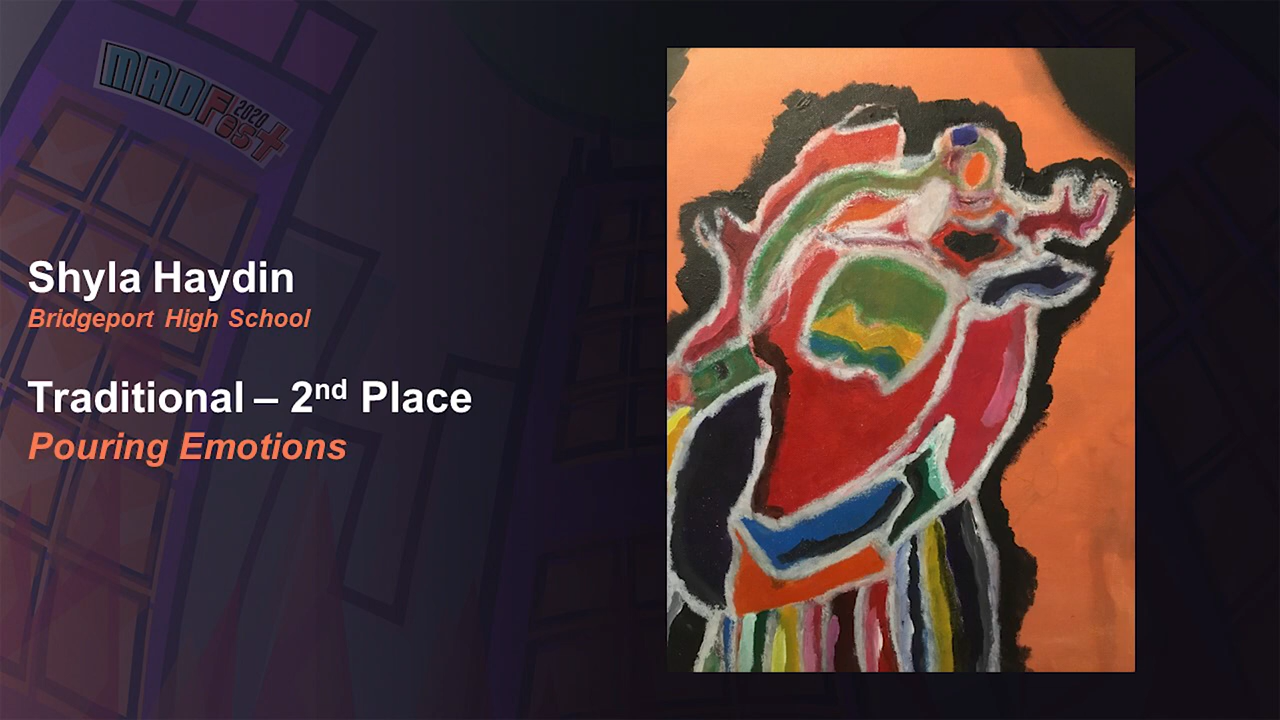 MADFest 2020
Shyla Haydin
Bridgeport High School
Traditional – 2nd Place
Pouring Emotions